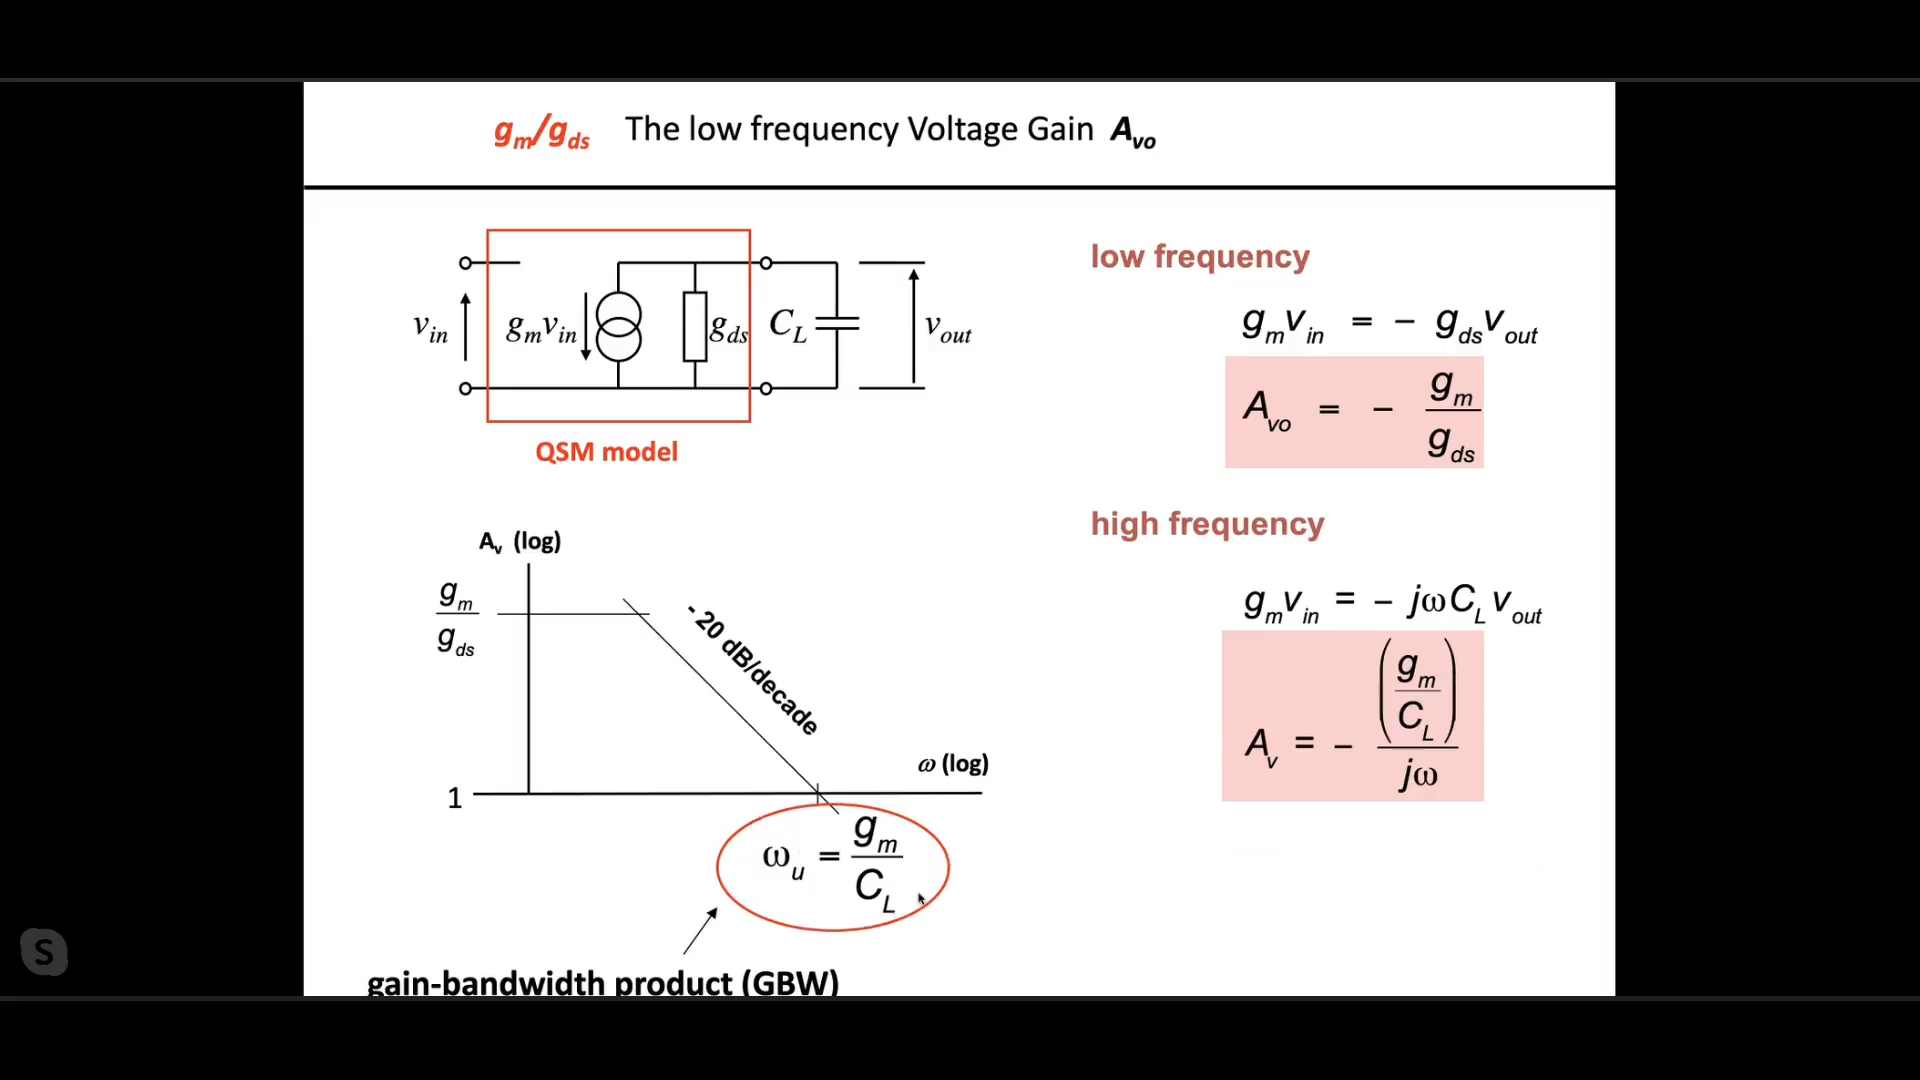 gm/gds The low frequency Voltage Gain Avo
vin
gmvin
gds
CL
vout
QSM model
low frequency
gmvin = – gdsvout
Avo = – gm
gds
high frequency
gmvin = – jωCL vout
Av = – (gm
CL)
jω
Av (log)
gm
gds
- 20 dB/decade
ω (log)
1
ωu = gm
CL
gain-bandwidth product (GBW)
S